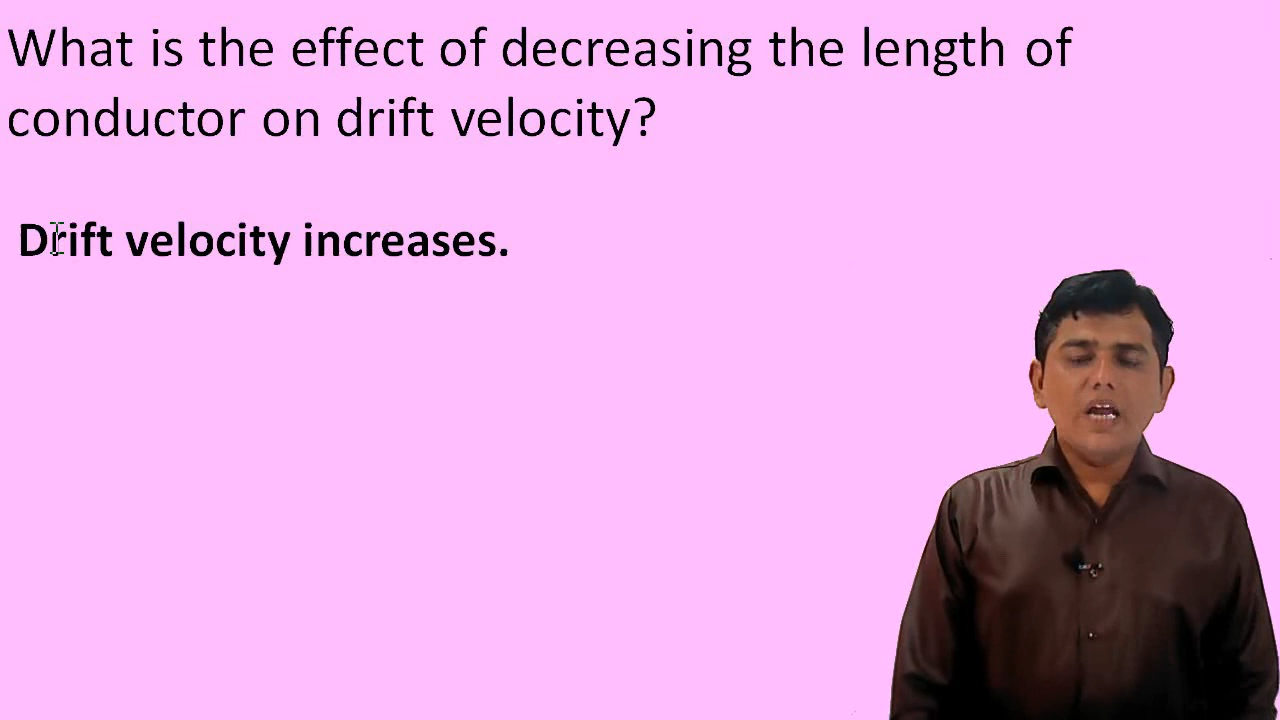 What is the effect of decreasing the length of
conductor on drift velocity?
Drift velocity increases.